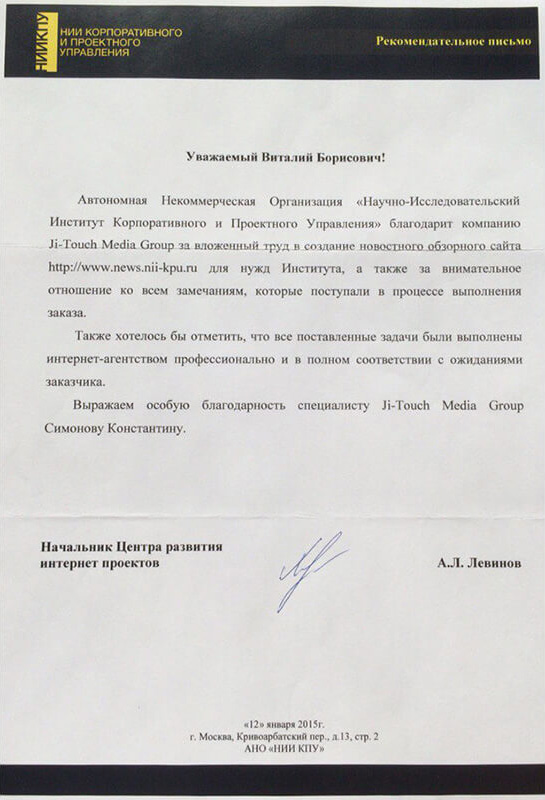 НИИКПУ
НИИ КОРПОРАТИВНОГО
И ПРОЕКТНОГО
УПРАВЛЕНИЯ
Рекомендательное письмо
Уважаемый Виталий Борисович!
Автономная Некоммерческая Организация «Научно-Исследовательский
Институт Корпоративного и Проектного Управления» благодарит компанию
Ji-Touch Media Group за вложенный труд в создание новостного обзорного сайта
http://www.news.nii-kpu.ru для нужд Института, а также за внимательное
отношение ко всем замечаниям, которые поступали в процессе выполнения
заказа.
Также хотелось бы отметить, что все поставленные задачи были выполнены
интернет-агентством профессионально и в полном соответствии с ожиданиями
заказчика.
Выражаем особую благодарность специалисту Ji-Touch Media Group
Симонову Константину.
Начальник Центра развития
интернет проектов
А.Л. Левинов
«12» января 2015г.
г. Москва, Кривоарбатский пер., д.13, стр. 2
АНО «НИИ КПУ»